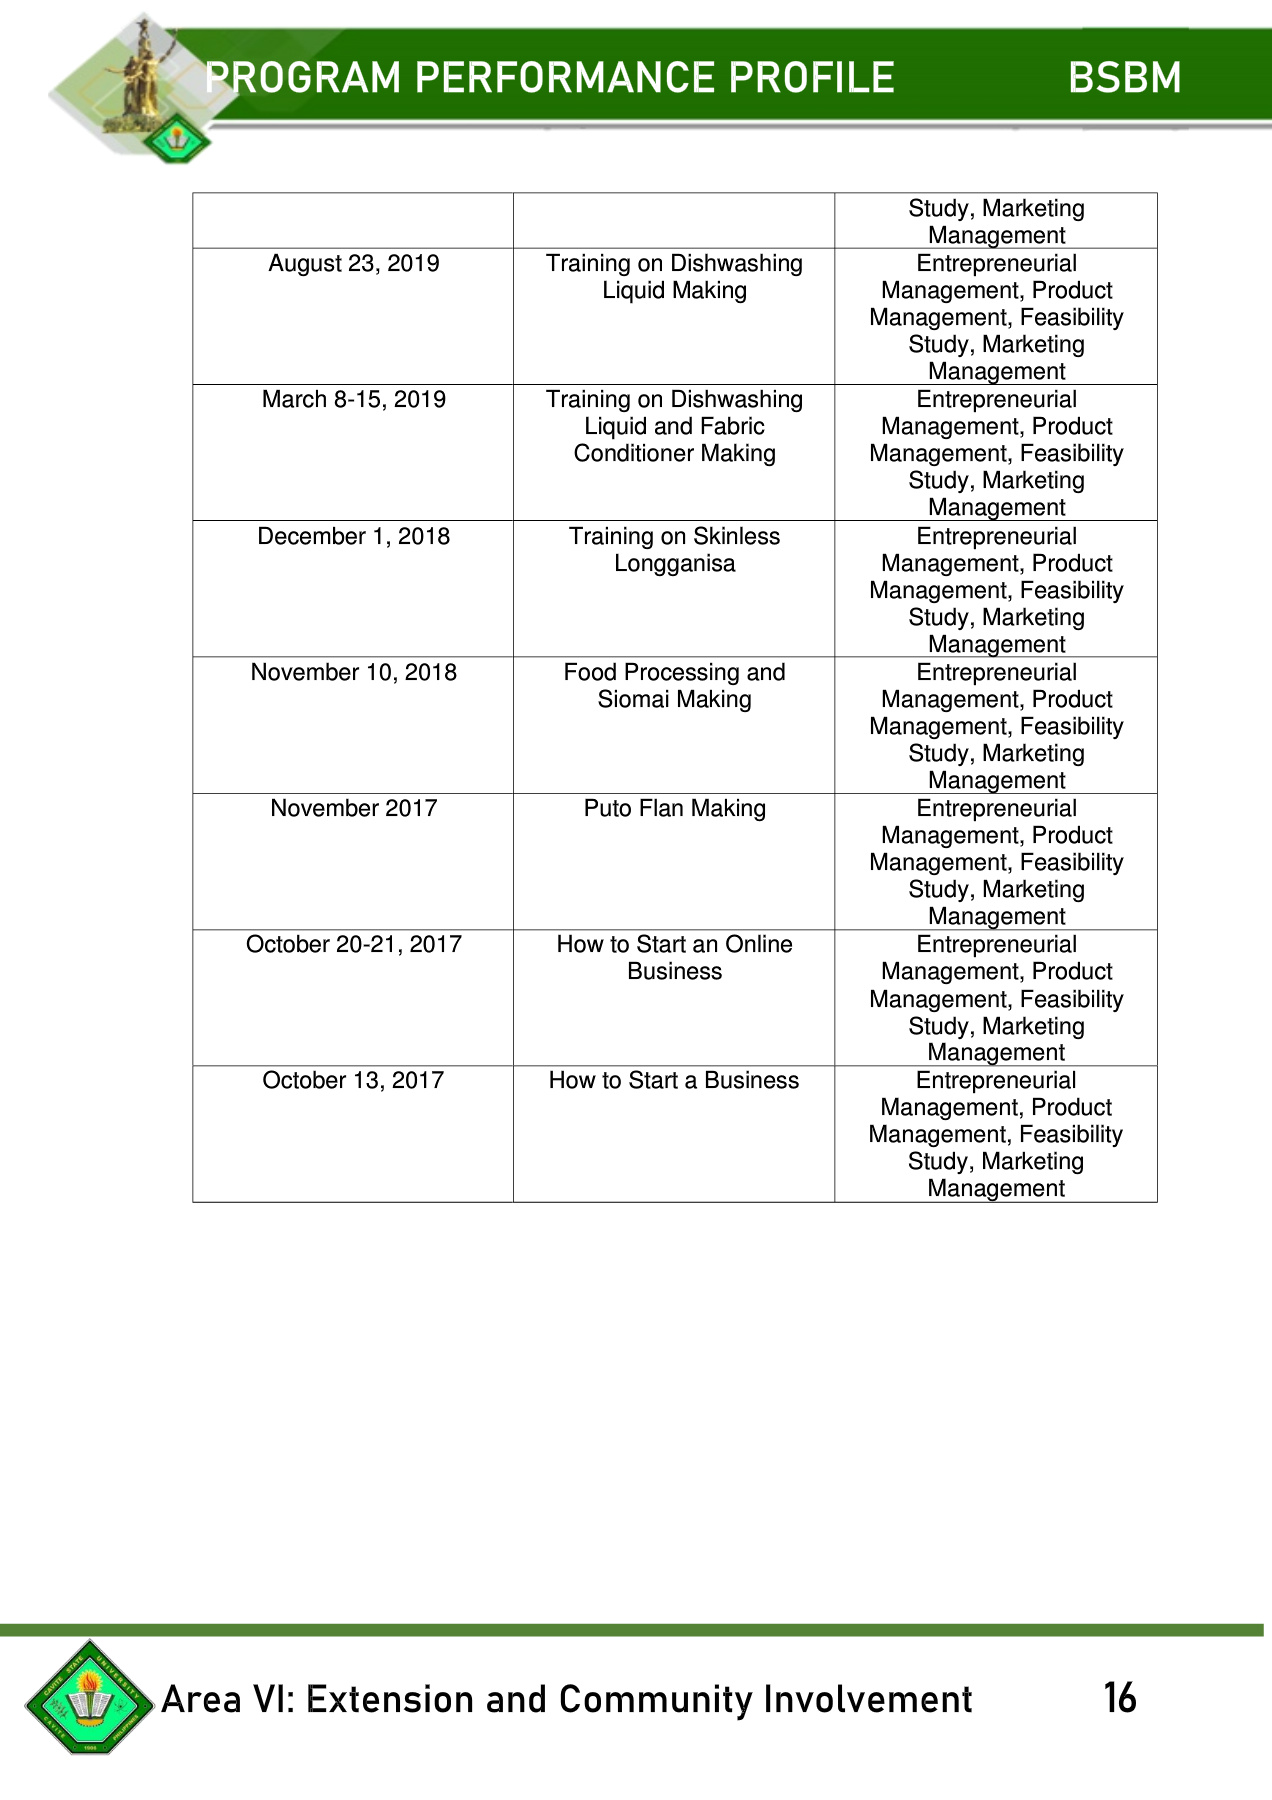 PROGRAM PERFORMANCE PROFILE BSBM
Study, Marketing
Management
August 23, 2019
Training on Dishwashing
Liquid Making
Entrepreneurial
Management, Product
Management, Feasibility
Study, Marketing
Management
March 8-15, 2019
Training on Dishwashing
Liquid and Fabric
Conditioner Making
Entrepreneurial
Management, Product
Management, Feasibility
Study, Marketing
Management
December 1, 2018
Training on Skinless
Longganisa
Entrepreneurial
Management, Product
Management, Feasibility
Study, Marketing
Management
November 10, 2018
Food Processing and
Siomai Making
Entrepreneurial
Management, Product
Management, Feasibility
Study, Marketing
Management
November 2017
Puto Flan Making
Entrepreneurial
Management, Product
Management, Feasibility
Study, Marketing
Management
October 20-21, 2017
How to Start an Online
Business
Entrepreneurial
Management, Product
Management, Feasibility
Study, Marketing
Management
October 13, 2017
How to Start a Business
Entrepreneurial
Management, Product
Management, Feasibility
Study, Marketing
Management
CAVITE STATE UNIVERSITY
CAVITE PHILIPPINES
1906
Area VI: Extension and Community Involvement 16